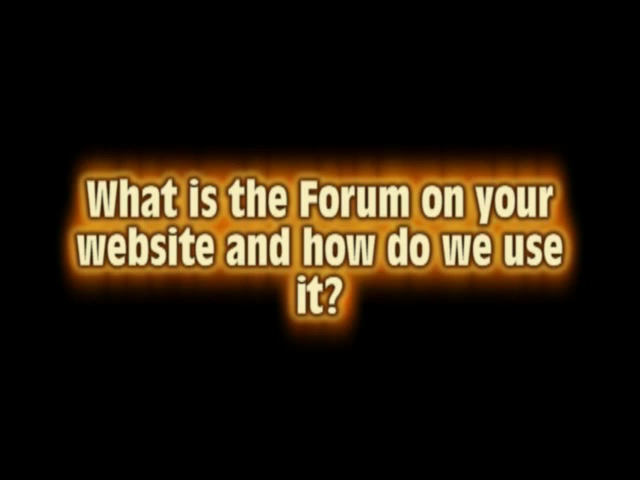 What is the Forum on your
website and how do we use
it?